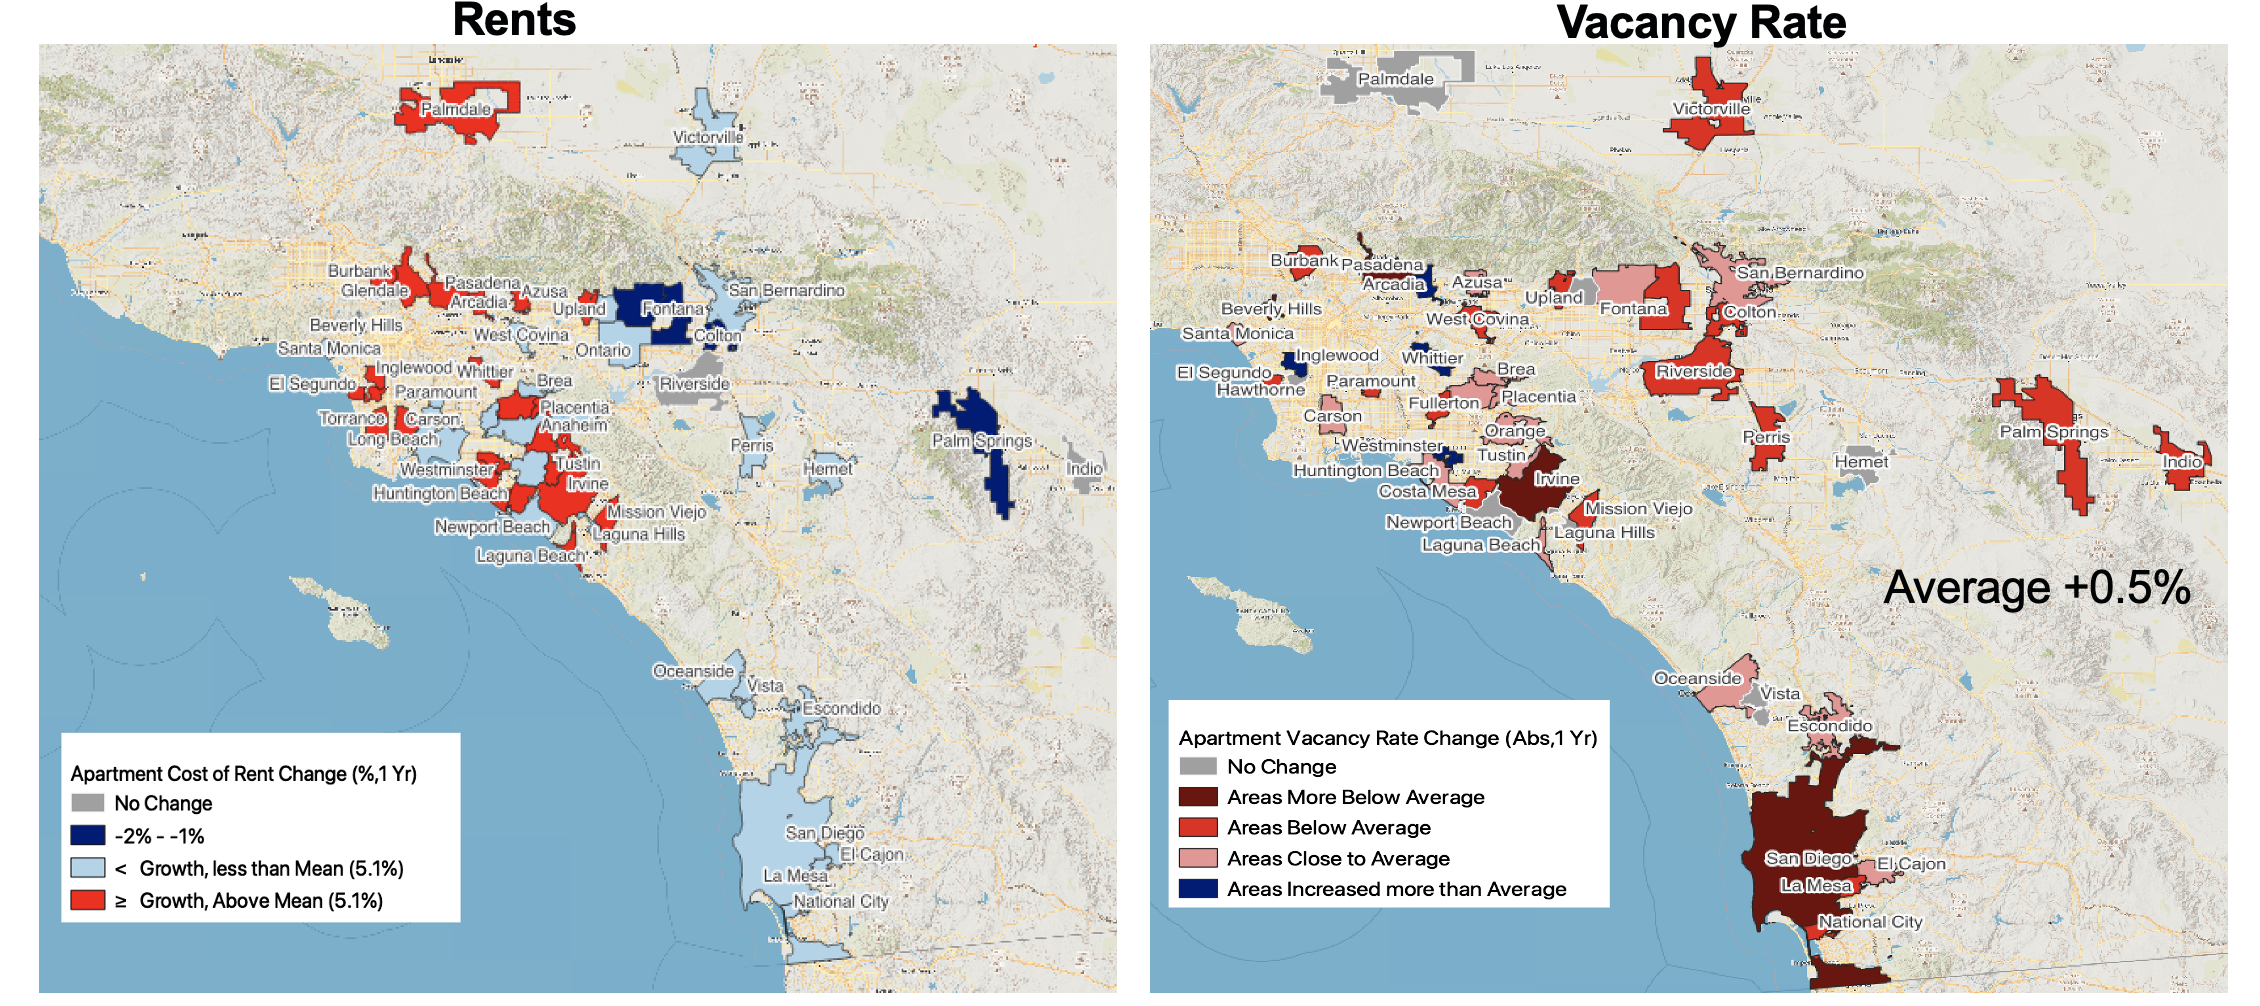 Rents
Palmdale
Victorville
Burbank
Glendale
Pasadena
Arcadia
Azusa
Upland
Fontana
San Bernardino
Beverly Hills
West Covina
Colton
Santa Monica
Ontario
Inglewood
Whittier
El Segundo
Paramount
Brea
Riverside
Torrance
Carson
Placentia
Long Beach
Anaheim
Perris
Palm Springs
Westminster
Tustin
Hemet
Indio
Huntington Beach
Irvine
Newport Beach
Mission Viejo
Laguna Hills
Laguna Beach
Oceanside
Vista
Escondido
San Diego
El Cajon
La Mesa
National City
Apartment Cost of Rent Change (%,1 Yr)
No Change
-2% - -1%
< Growth, less than Mean (5.1%)
≥ Growth, Above Mean (5.1%)
Vacancy Rate
Palmdale
Victorville
Burbank
Pasadena
Arcadia
Azusa
Upland
Fontana
San Bernardino
Colton
Beverly Hills
West Covina
Santa Monica
Inglewood
Whittier
El Segundo
Hawthorne
Paramount
Brea
Placentia
Fullerton
Riverside
Carson
Orange
Perris
Palm Springs
Westminster
Tustin
Hemet
Indio
Huntington Beach
Irvine
Costa Mesa
Newport Beach
Mission Viejo
Laguna Hills
Laguna Beach
Average +0.5%
Oceanside
Vista
Escondido
San Diego
El Cajon
La Mesa
National City
Apartment Vacancy Rate Change (Abs,1 Yr)
No Change
Areas More Below Average
Areas Below Average
Areas Close to Average
Areas Increased more than Average